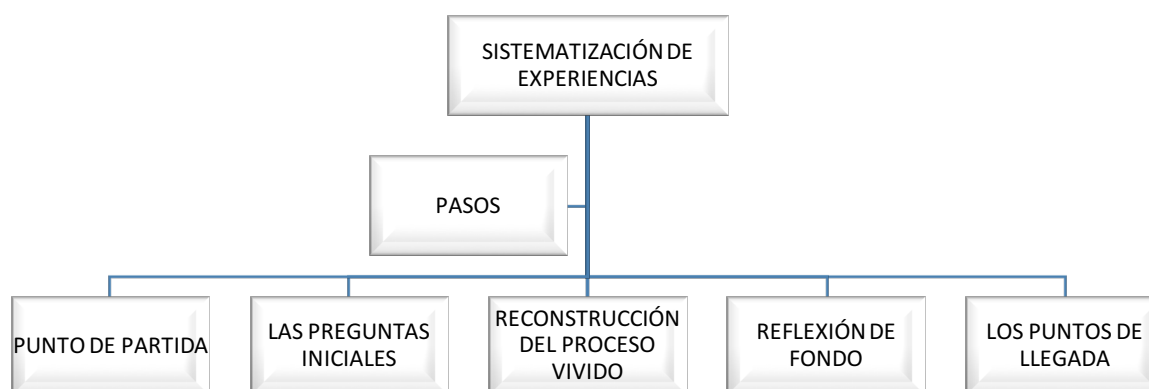 SISTEMATIZACIÓN DE
EXPERIENCIAS
PASOS
PUNTO DE PARTIDA
LAS PREGUNTAS
INICIALES
RECONSTRUCCIÓN
DEL PROCESO
VIVIDO
REFLEXIÓN DE
FONDO
LOS PUNTOS DE
LLEGADA